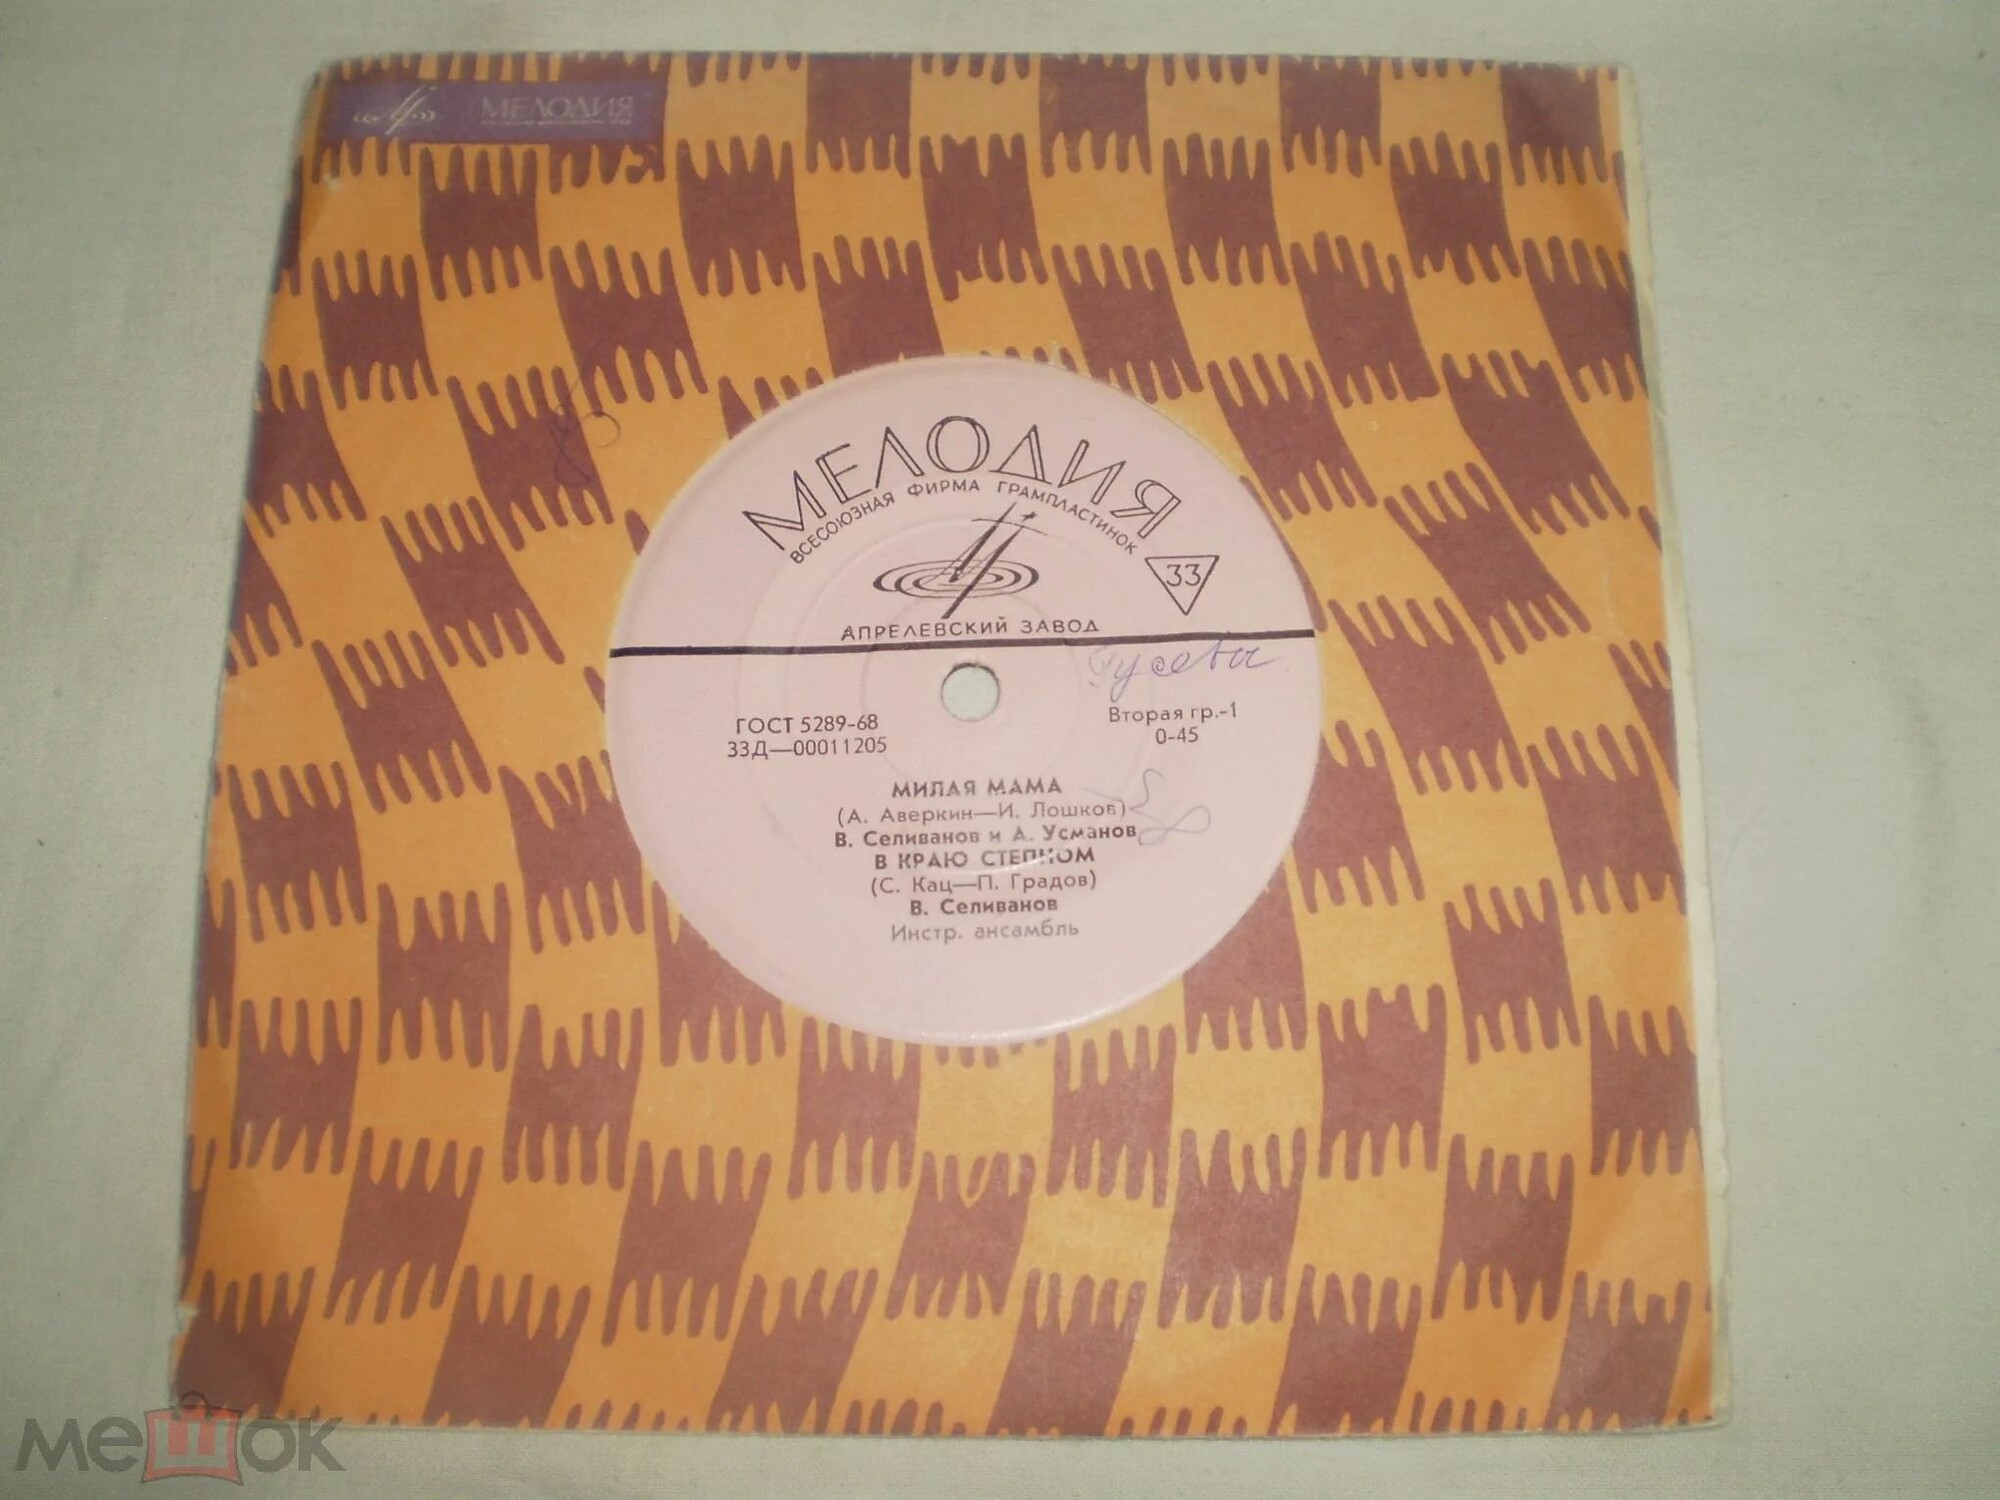 МЕЛОДИЯ
МЕЛОДИЯ
ВСЕСОЮЗНАЯ ФИРМА ГРАМПЛАСТИНОК
33
АПРЕЛЕВСКИЙ ЗАВОД
Гусева
ГОСТ 5289-68
33Д—00011205
Вторая гр.-1
0-45
МИЛАЯ МАМА
(А. Аверкин—И. Лошков)
В. Селиванов и А. Усманов
В КРАЮ СТЕПНОМ
(С. Кац—П. Градов)
В. Селиванов
Инстр. ансамбль
мешок